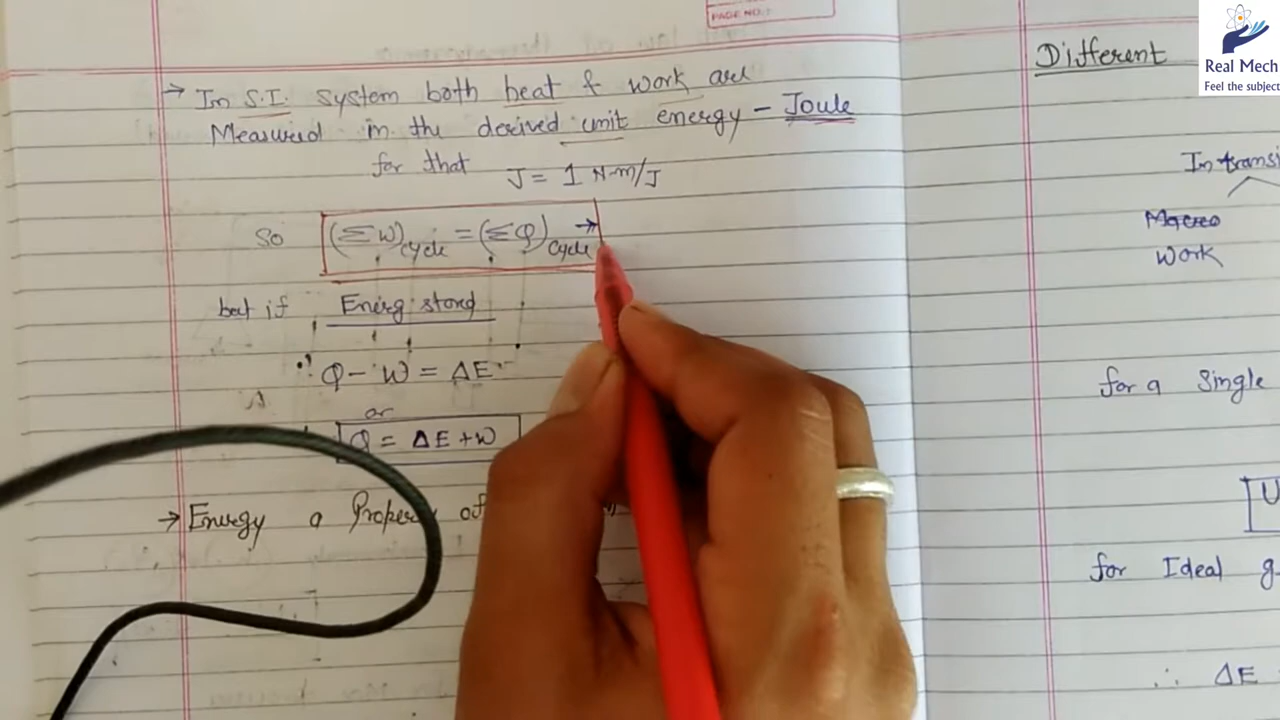 PAGE NO.:
→ In S.I. system both heat & work are
Measured in the derived unit energy - Joule
for that J = 1 N-m/J
So (ΣW)cycle = (ΣQ)cycle →
but if Energy stored
∴ Q - W = ΔE
or
Q = ΔE + W
→ Energy a Property of
Different
In transi
Macro
Work
for a Single
U
for Ideal g
∴ ΔE
Real Mech
Feel the subject